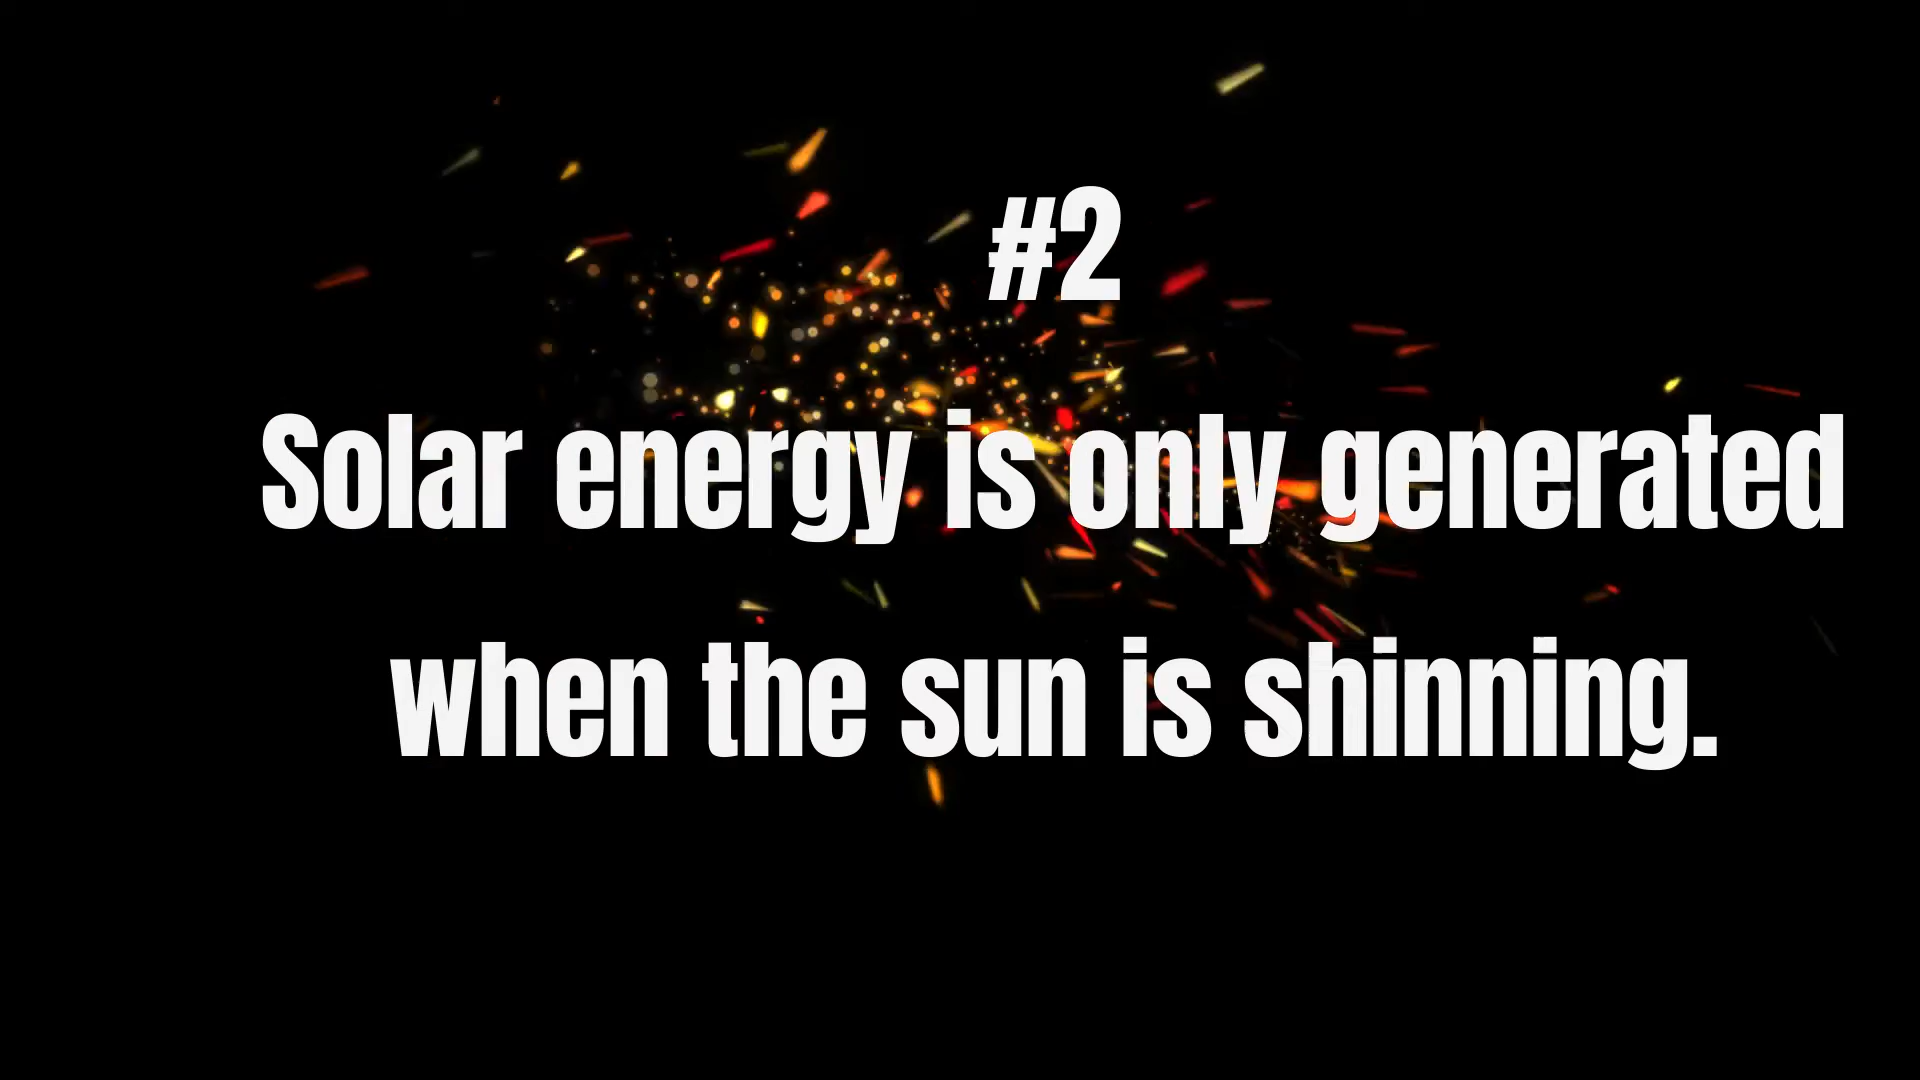 #2
Solar energy is only generated
when the sun is shinning.